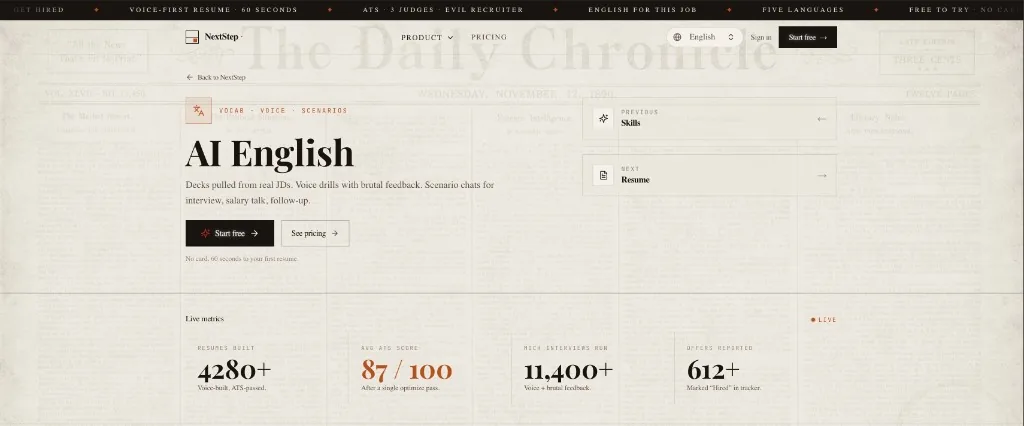 GET HIRED ✦ VOICE-FIRST RESUME · 60 SECONDS ✦ ATS · 3 JUDGES · EVIL RECRUITER ✦ ENGLISH FOR THIS JOB ✦ FIVE LANGUAGES ✦ FREE TO TRY · NO
The Daily Chronicle
NextStep
PRODUCT
PRICING
English
Sign in
Start free →
← Back to NextStep
WEDNESDAY, NOVEMBER
TWELVE PAGES
VOCAB · VOICE · SCENARIOS
AI English
Decks pulled from real JDs. Voice drills with brutal feedback. Scenario chats for
interview, salary talk, follow-up.
Start free →
See pricing →
No card. 60 seconds to your first resume.
PREVIOUS
Skills
←
NEXT
Resume
→
Live metrics
LIVE
RESUMES BUILT
4280+
Voice-built, ATS-passed.
AVG ATS SCORE
87 / 100
After a single optimize pass.
MOCK INTERVIEWS RUN
11,400+
Voice + brutal feedback.
OFFERS REPORTED
612+
Marked "Hired" in tracker.